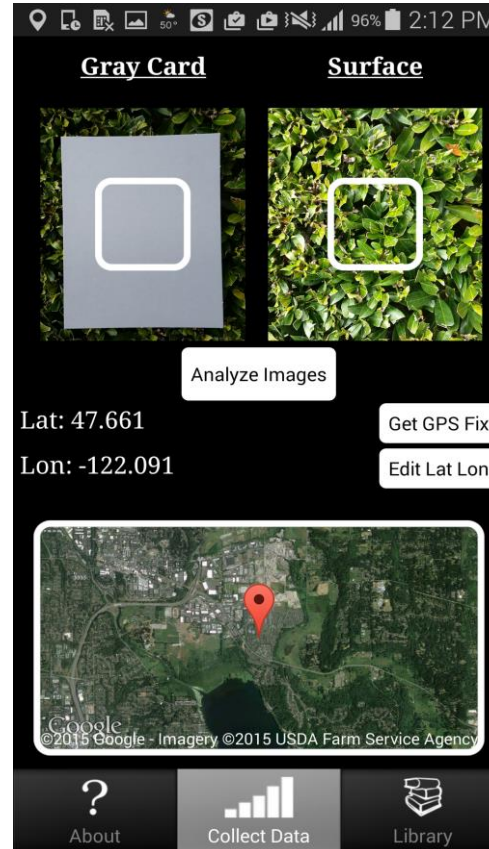 50°
S
96%
2:12 PM
Gray Card
Surface
Analyze Images
Lat: 47.661
Get GPS Fix
Lon: -122.091
Edit Lat Lon
Google
©2015 Google - Imagery ©2015 USDA Farm Service Agency
?
About
Collect Data
Library